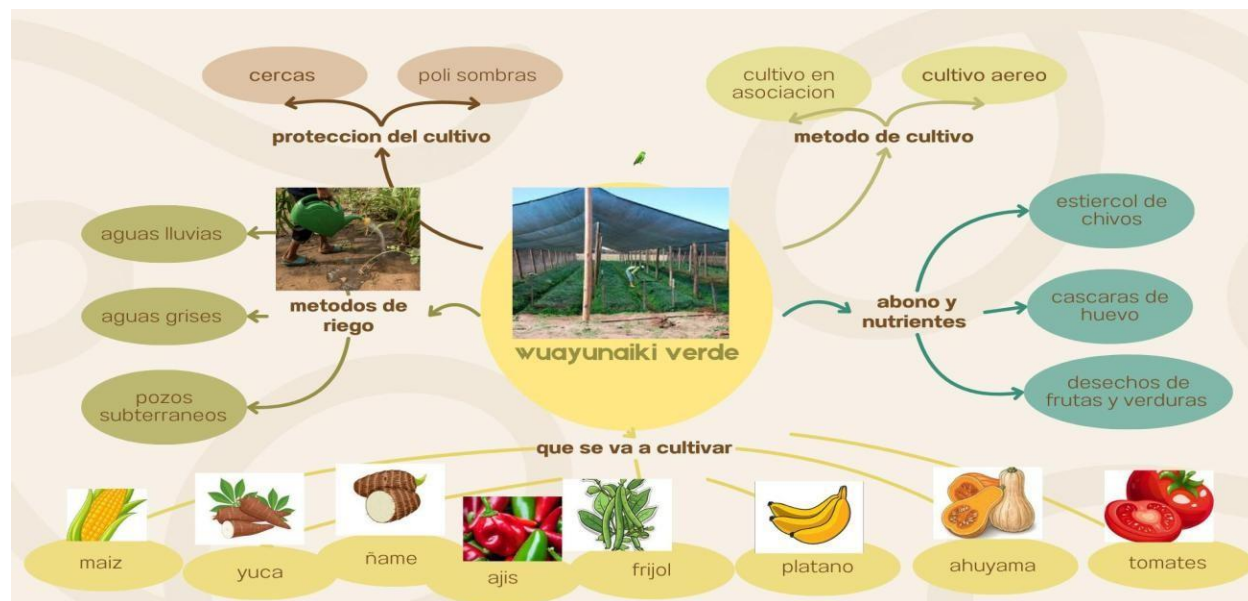 cercas
poli sombras
proteccion del cultivo
cultivo en
asociacion
cultivo aereo
metodo de cultivo
aguas lluvias
aguas grises
pozos
subterraneos
metodos de
riego
wuayunaiki verde
abono y
nutrientes
estiercol de
chivos
cascaras de
huevo
desechos de
frutas y verduras
que se va a cultivar
maiz
yuca
ñame
ajis
frijol
platano
ahuyama
tomates